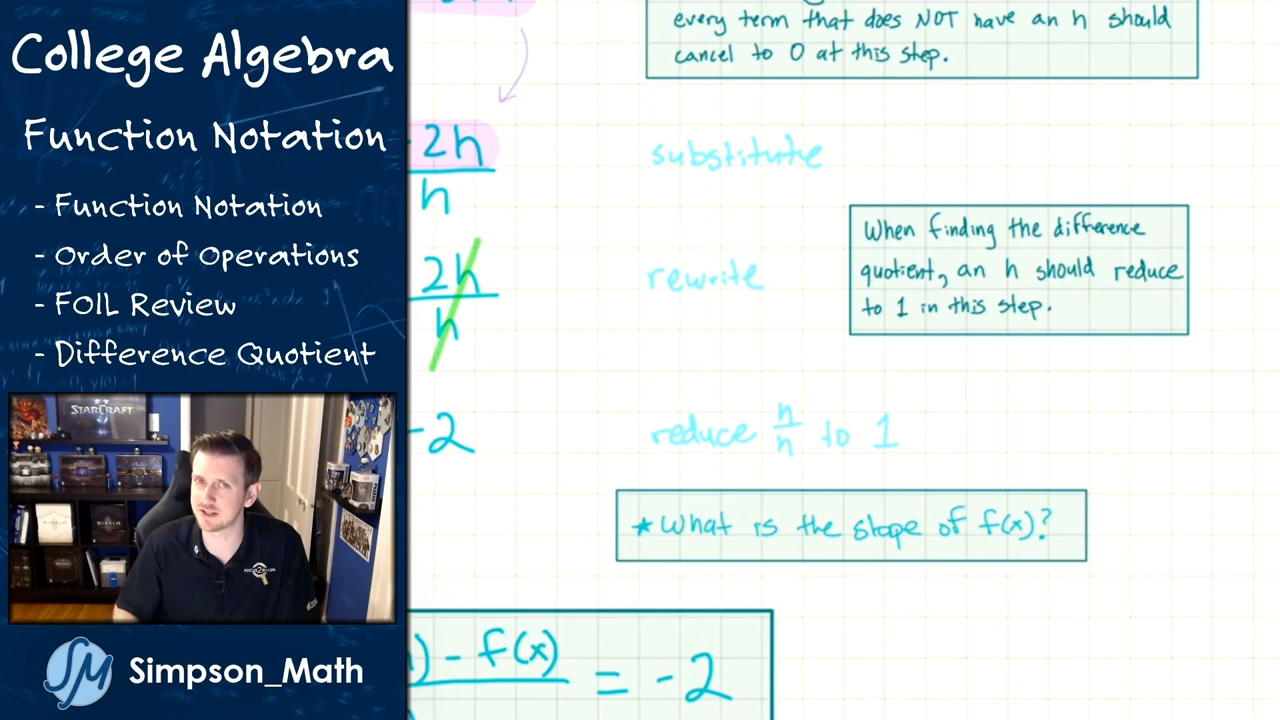 College Algebra
Function Notation
- Function Notation
- Order of Operations
- FOIL Review
- Difference Quotient
STARCRAFT
DIABLO
Simpson_Math
SM
every term that does NOT have an h should
cancel to 0 at this step.
2h
h
substitute
2h
h
rewrite
When finding the difference
quotient, an h should reduce
to 1 in this step.
-2
reduce h/h to 1
* What is the slope of f(x)?
) - f(x)
= -2